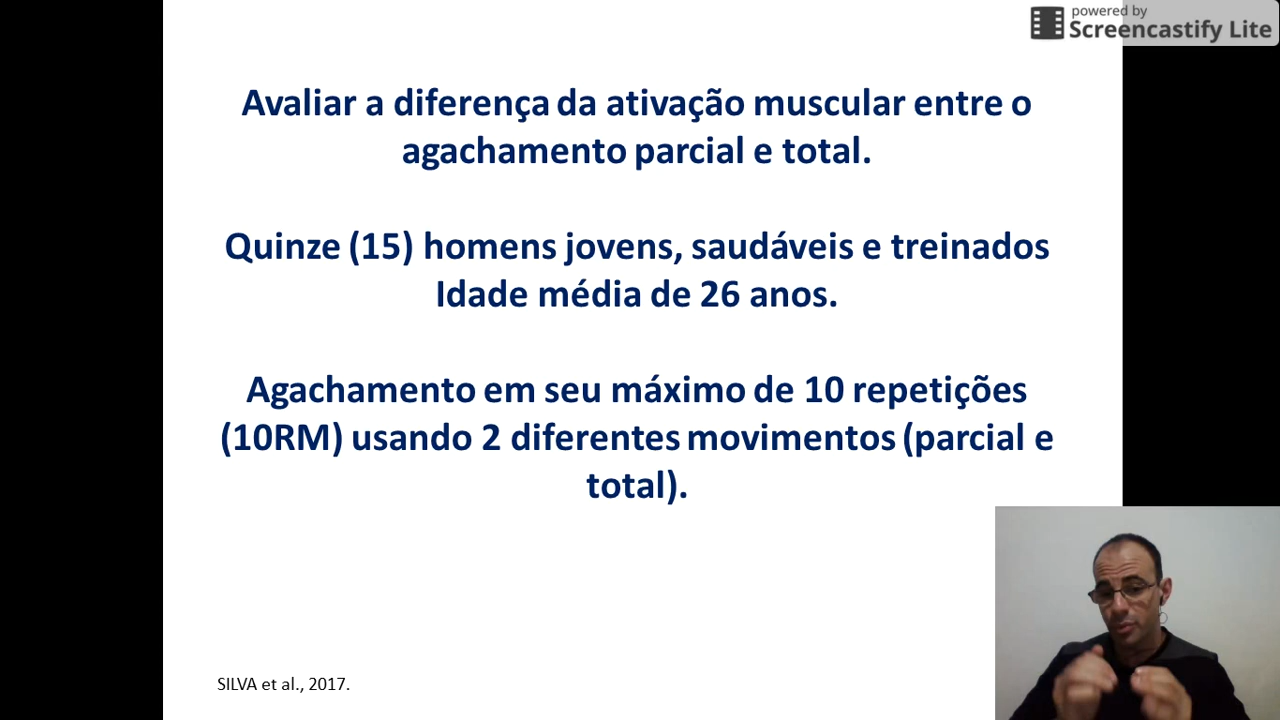 powered by
Screencastify Lite
Avaliar a diferença da ativação muscular entre o
agachamento parcial e total.
Quinze (15) homens jovens, saudáveis e treinados
Idade média de 26 anos.
Agachamento em seu máximo de 10 repetições
(10RM) usando 2 diferentes movimentos (parcial e
total).
SILVA et al., 2017.